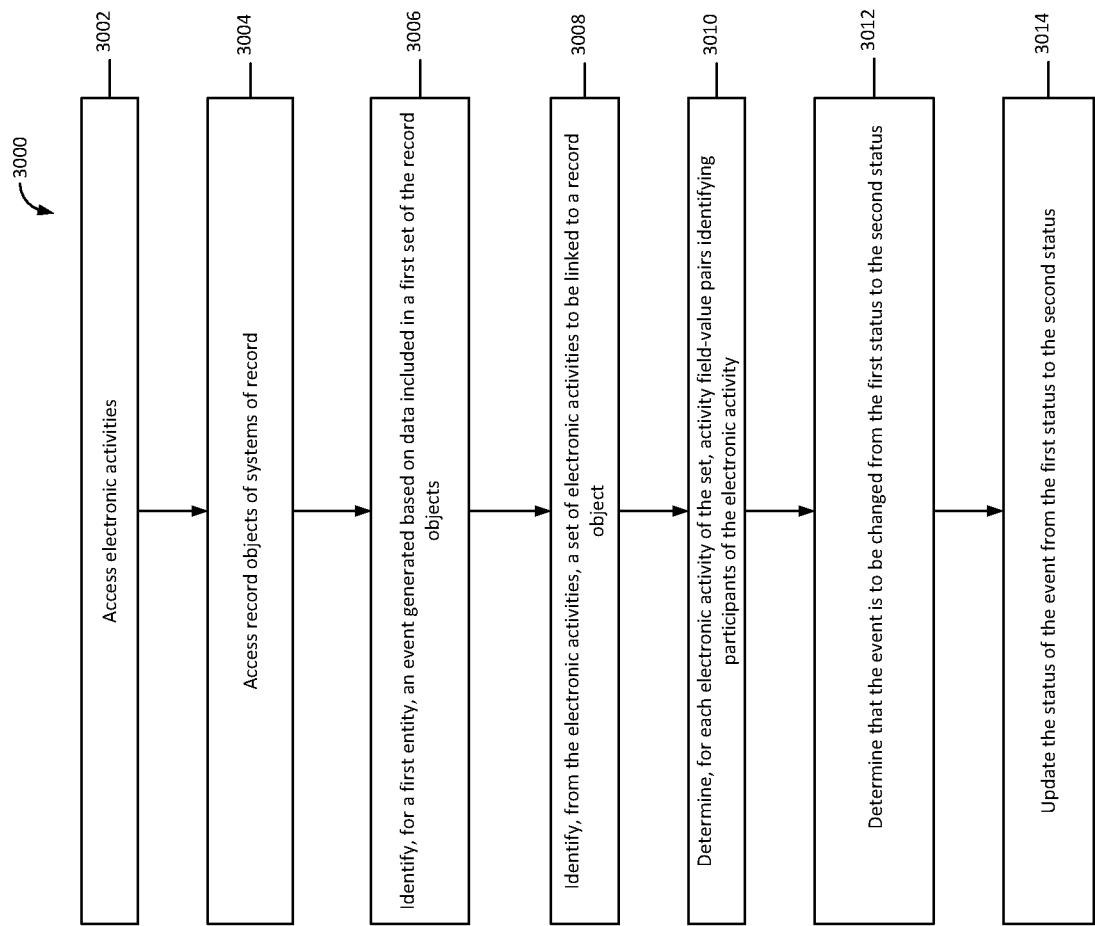 3000
Access electronic activities
3002
Access record objects of systems of record
3004
Identify, for a first entity, an event generated based on data included in a first set of the record
objects
3006
Identify, from the electronic activities, a set of electronic activities to be linked to a record
object
3008
Determine, for each electronic activity of the set, activity field-value pairs identifying
participants of the electronic activity
3010
Determine that the event is to be changed from the first status to the second status
3012
Update the status of the event from the first status to the second status
3014